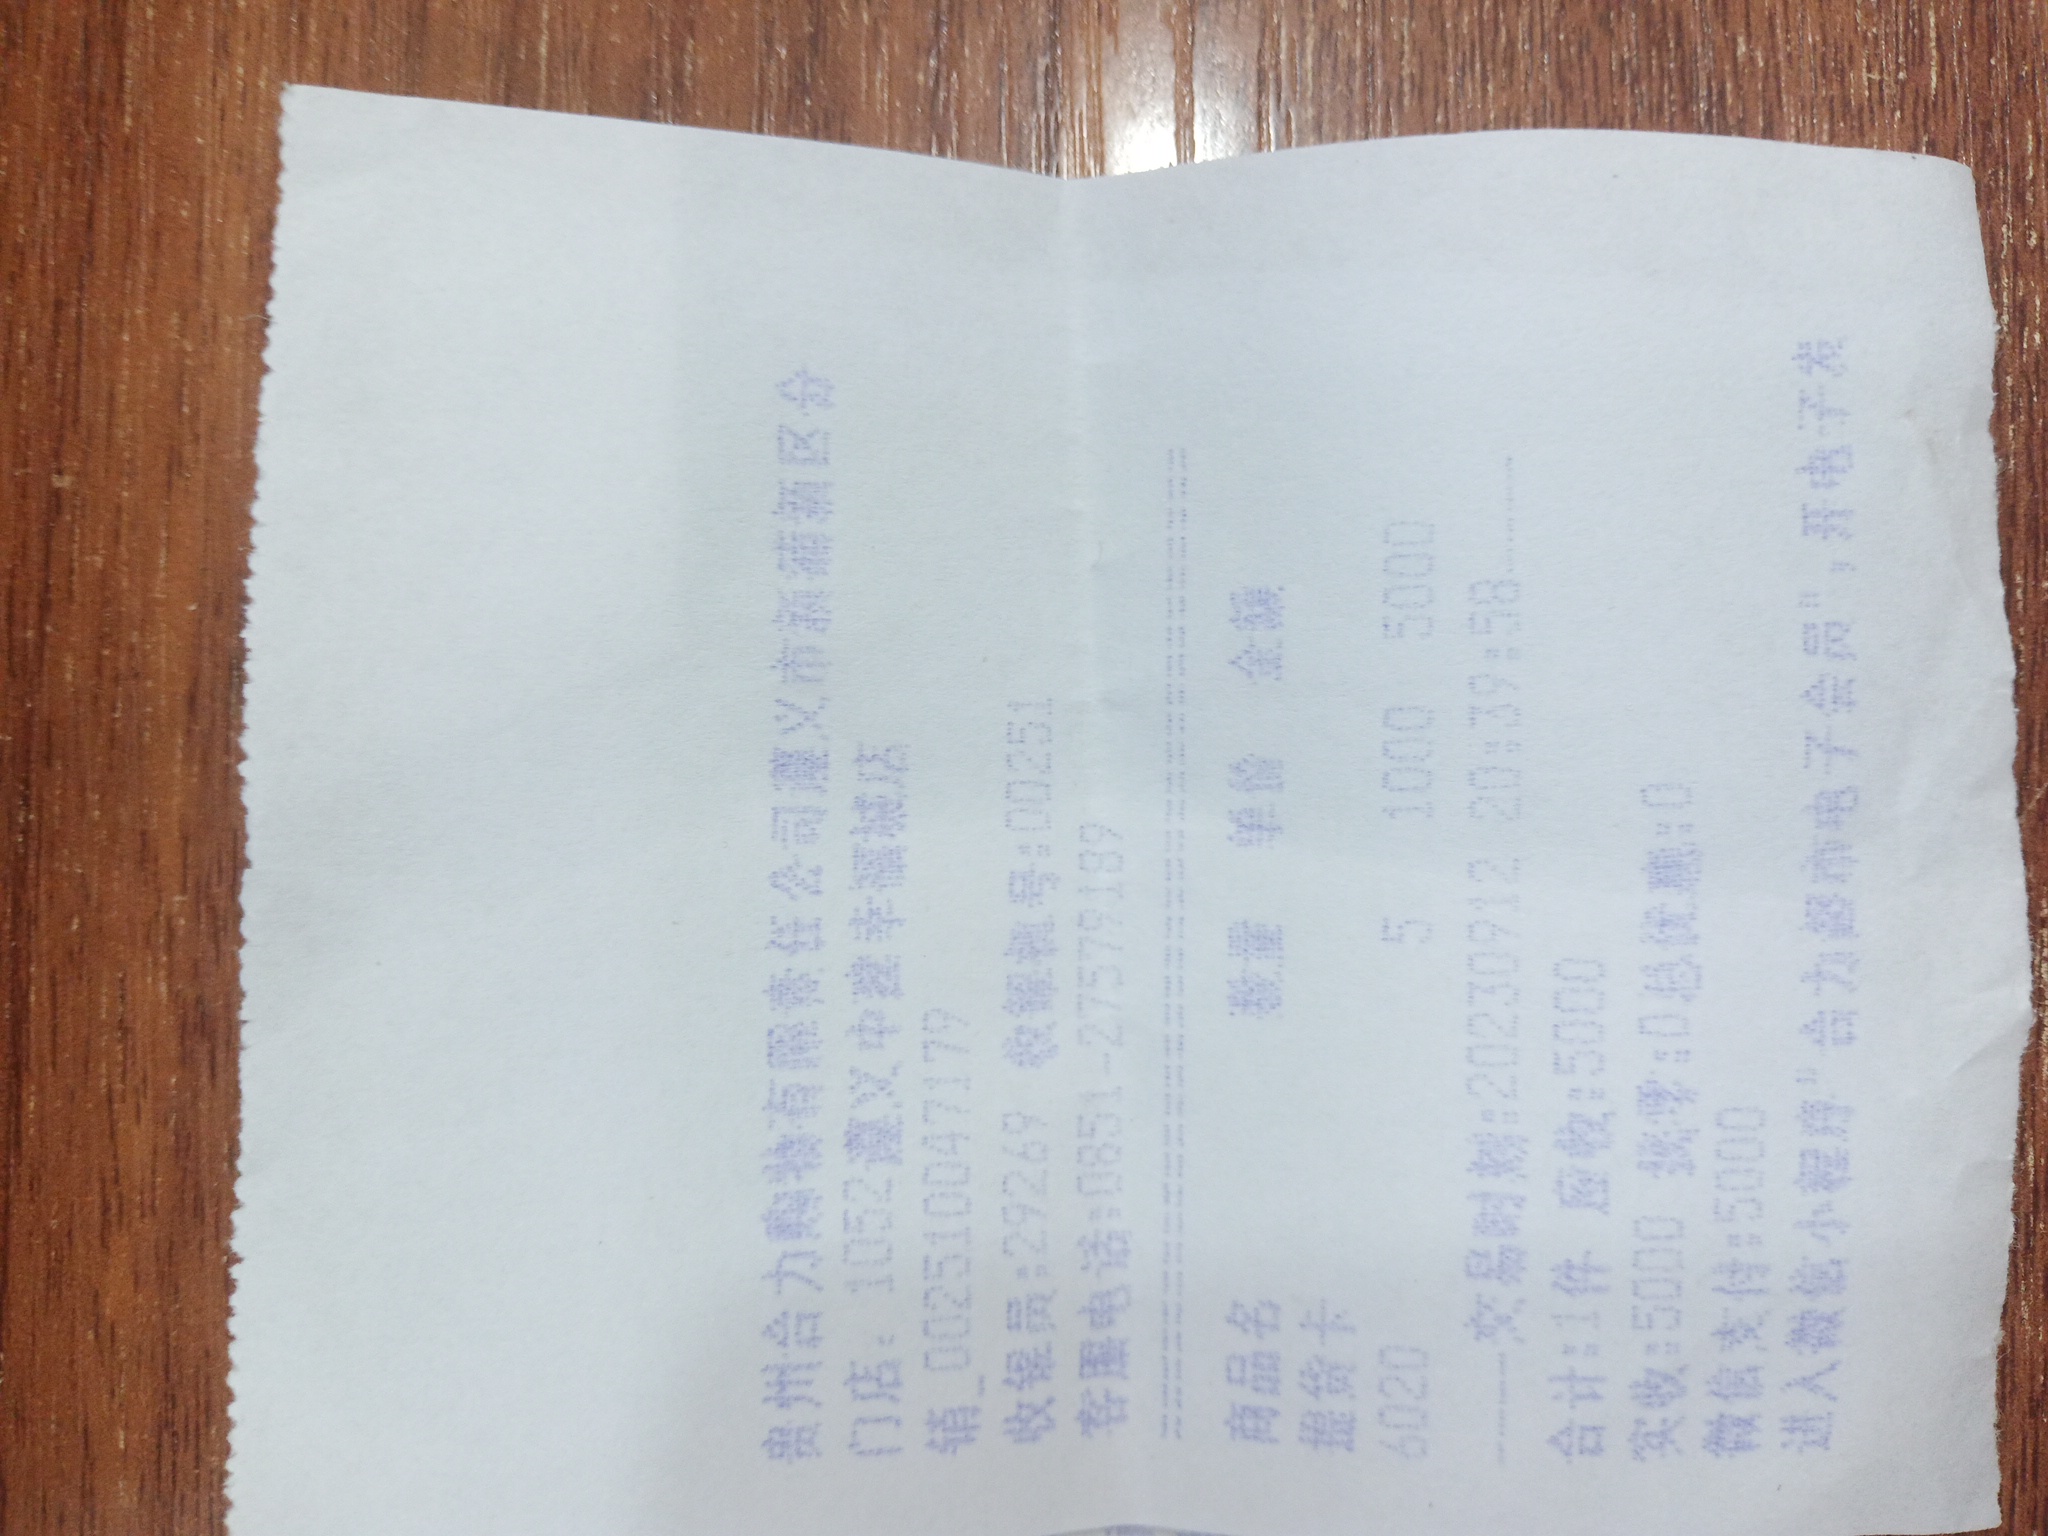 贵州合力购物有限责任公司遵义市新蒲新区分
门店: 1052遵义中建幸福城店
销_002510047179
收银员:29269 收银机号:00251
客服电话:0851-27579189
======================================
商品名 数量 单价 金额
提货卡
6020 5 1000 5000
------交易时期:20230912 20:39:58------
合计:1件 应收:5000
实收:5000 找零:0总优惠:0
微信支付:5000
进入微信小程序"合力超市电子会员",开电子发